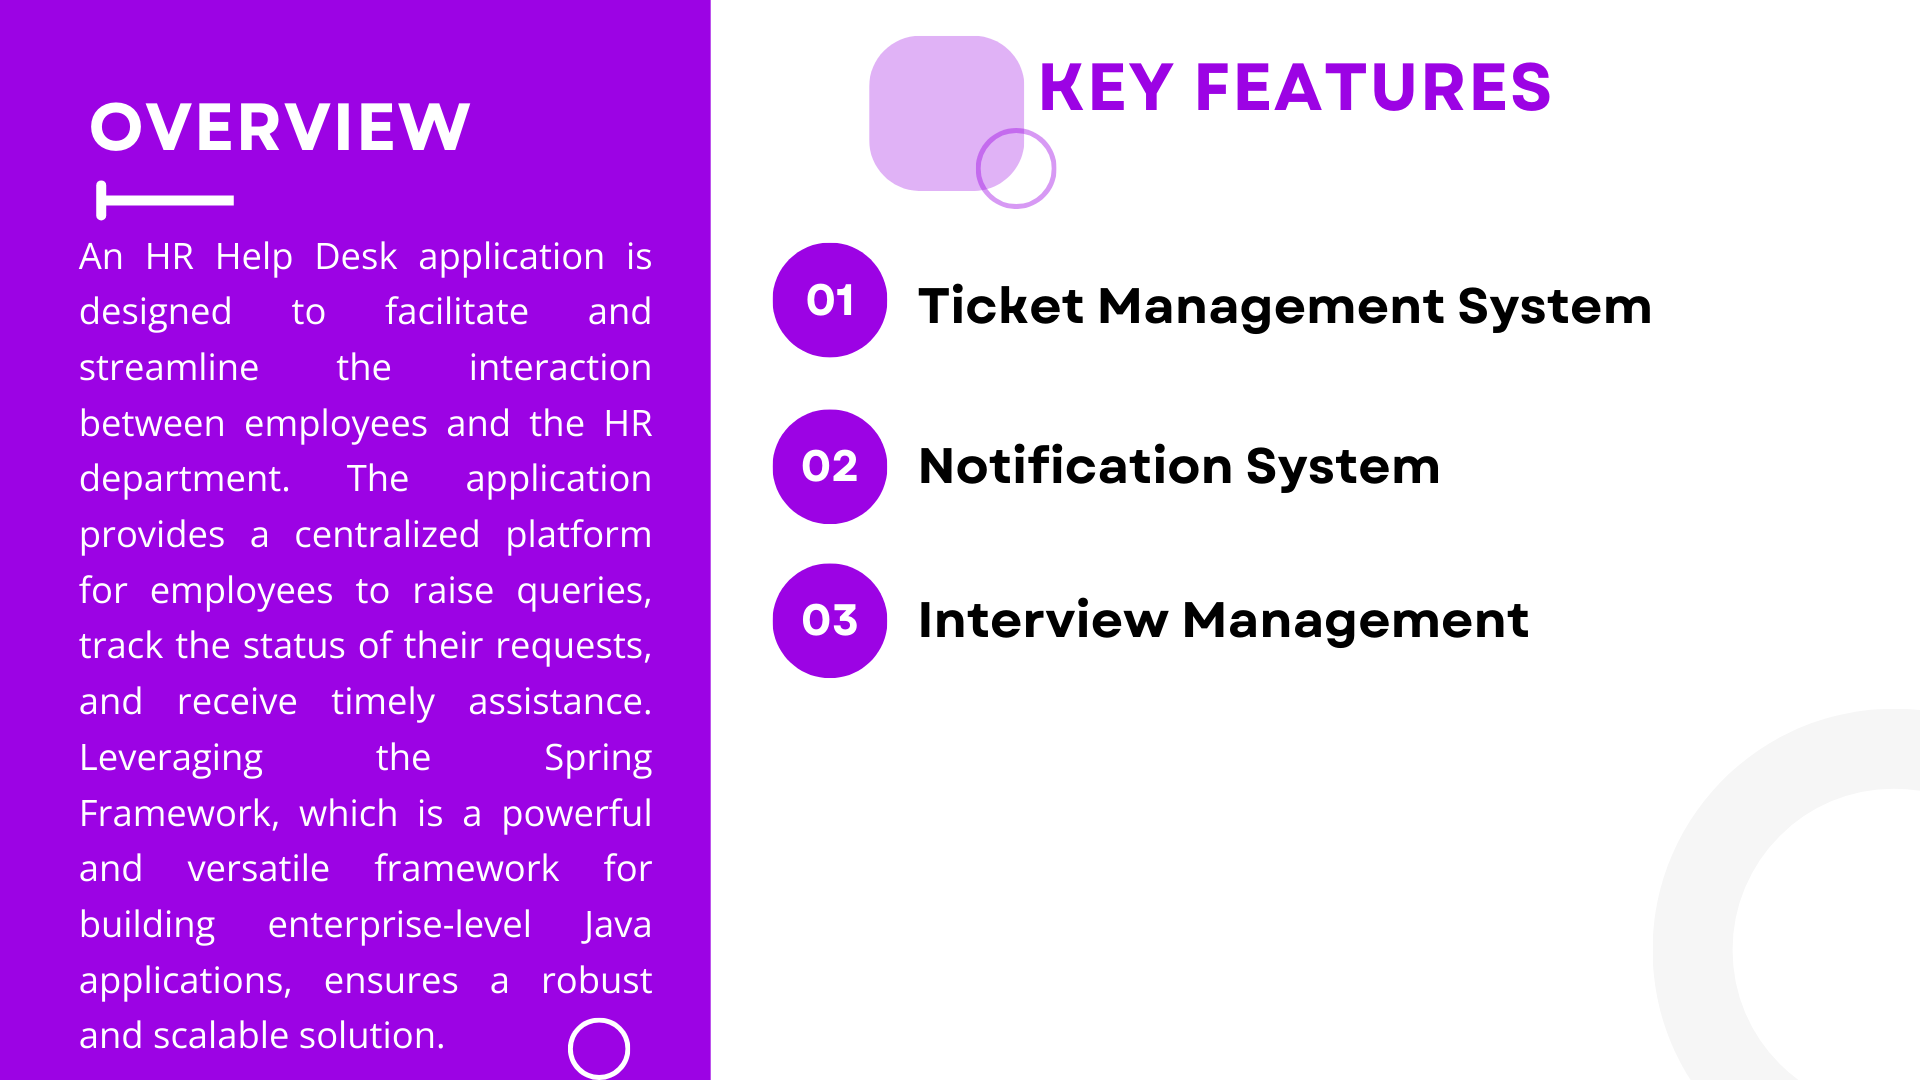 OVERVIEW
An HR Help Desk application is
designed to facilitate and
streamline the interaction
between employees and the HR
department. The application
provides a centralized platform
for employees to raise queries,
track the status of their requests,
and receive timely assistance.
Leveraging the Spring
Framework, which is a powerful
and versatile framework for
building enterprise-level Java
applications, ensures a robust
and scalable solution.
KEY FEATURES
01 Ticket Management System
02 Notification System
03 Interview Management